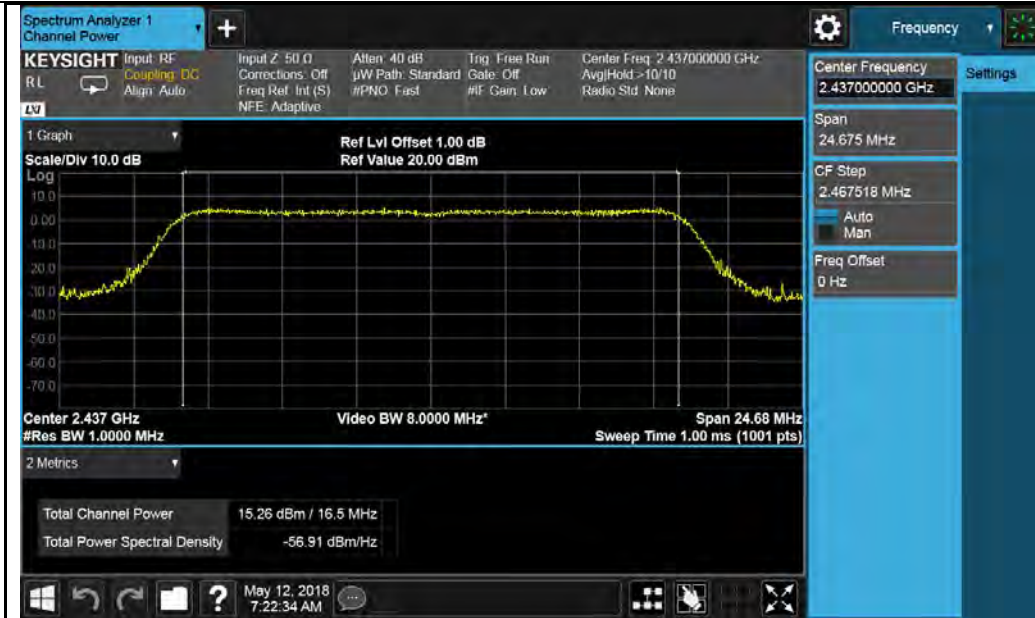 Spectrum Analyzer 1
Channel Power
Frequency
KEYSIGHT
RL
LXI
Input: RF
Coupling: DC
Align: Auto
Input Z: 50 Ω
Corrections: Off
Freq Ref: Int (S)
NFE: Adaptive
Atten: 40 dB
µW Path: Standard
#PNO: Fast
Trig: Free Run
Gate: Off
#IF Gain: Low
Center Freq: 2.437000000 GHz
Avg|Hold:>10/10
Radio Std: None
Center Frequency
2.437000000 GHz
Settings
Span
24.675 MHz
CF Step
2.467518 MHz
Auto
Man
Freq Offset
0 Hz
1 Graph
Scale/Div 10.0 dB
Ref Lvl Offset 1.00 dB
Ref Value 20.00 dBm
Log
10.0
0.00
-10.0
-20.0
-30.0
-40.0
-50.0
-60.0
-70.0
Center 2.437 GHz
#Res BW 1.0000 MHz
Video BW 8.0000 MHz*
Span 24.68 MHz
Sweep Time 1.00 ms (1001 pts)
2 Metrics
Total Channel Power 15.26 dBm / 16.5 MHz
Total Power Spectral Density -56.91 dBm/Hz
May 12, 2018
7:22:34 AM